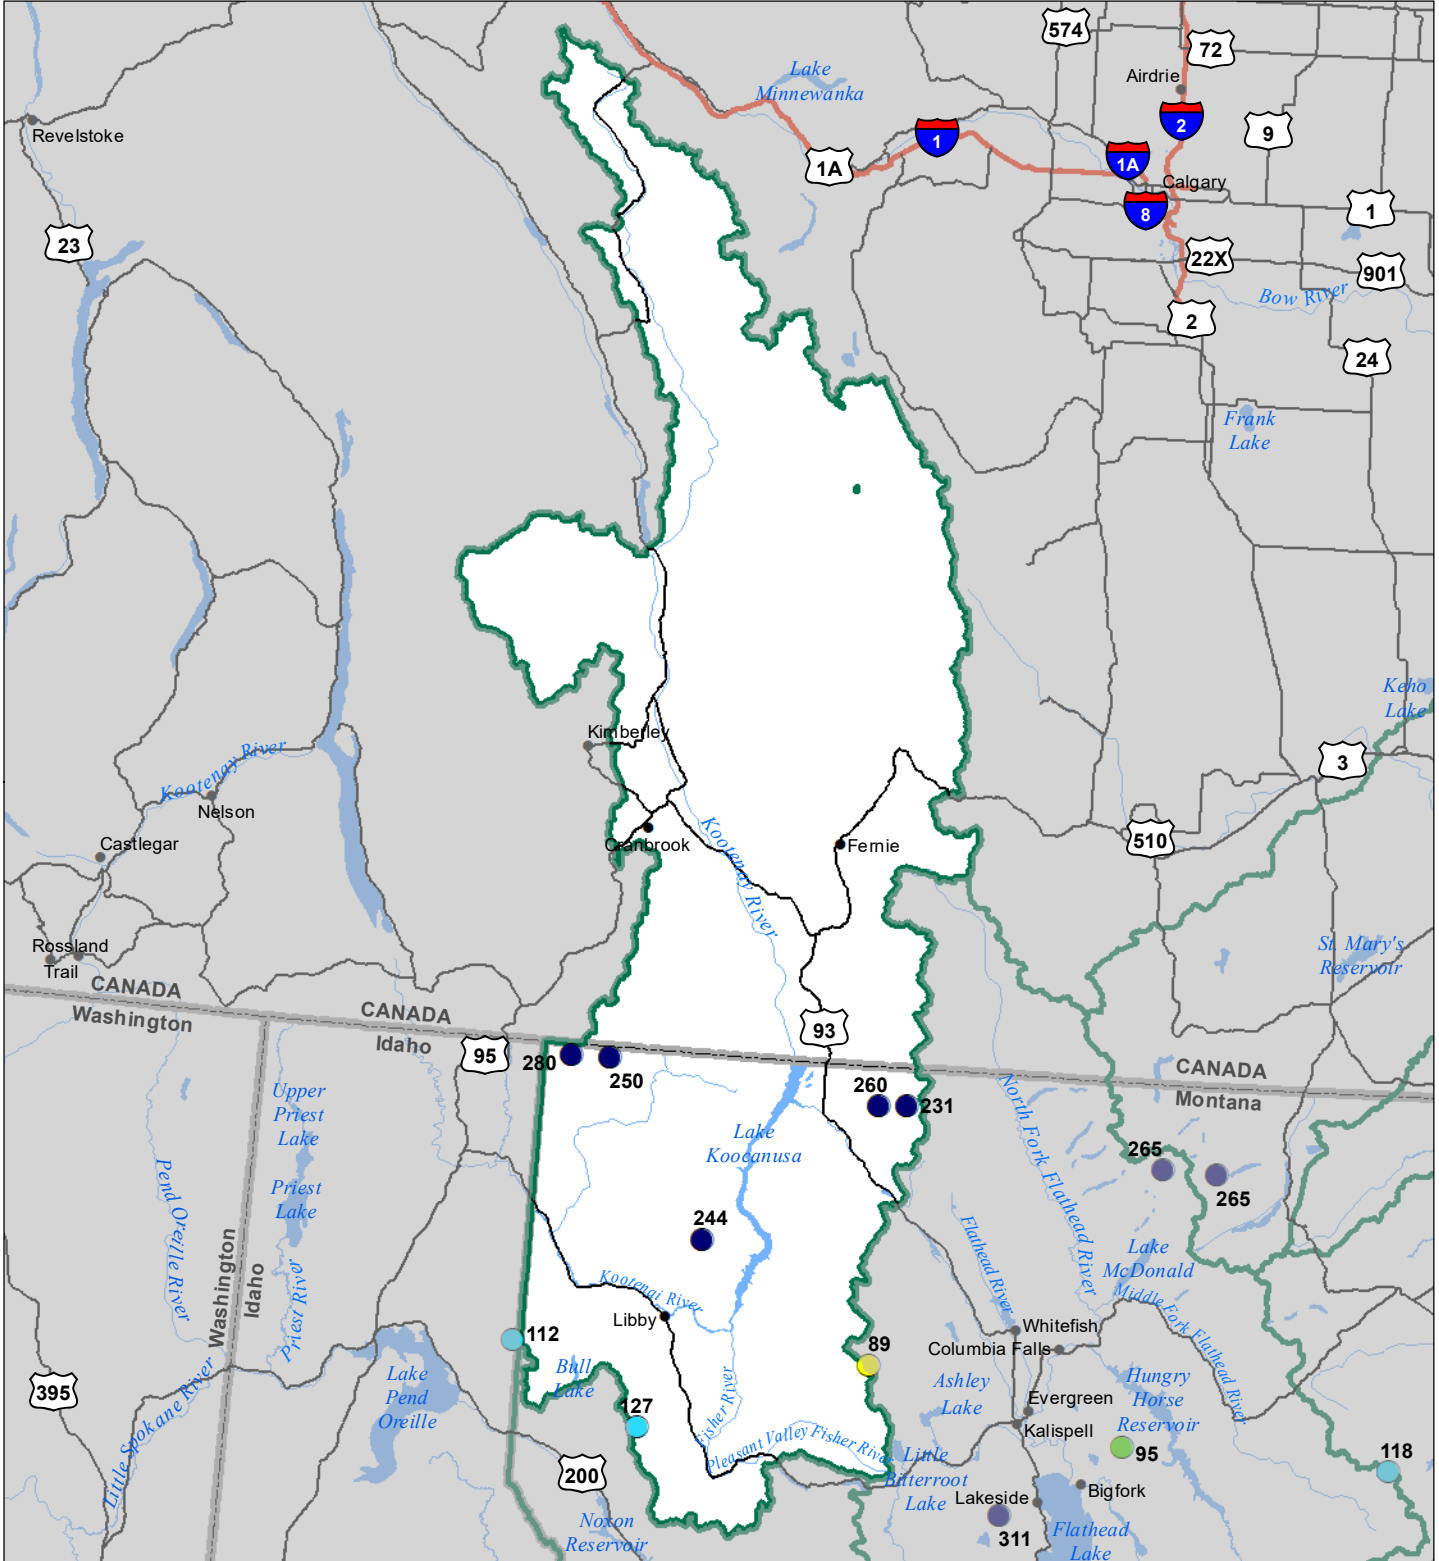 574
72
Lake
Minnewanka
Airdrie
2
9
1
1A
1A
Revelstoke
Calgary
8
1
23
22X
901
Bow River
2
24
Frank
Lake
Keho
Lake
Kimberley
Kootenay River
3
Nelson
Castlegar
Cranbrook
Kootenay River
Fernie
510
Rossland
Trail
St. Mary's
Reservoir
CANADA
Washington
CANADA
Idaho
95
93
280
250
260
231
CANADA
Montana
Upper
Priest
Lake
Priest
Lake
Pend Oreille River
Priest River
Washington
Idaho
Lake
Koocanusa
North Fork Flathead River
265
265
244
Flathead River
Lake
McDonald
Middle Fork Flathead River
Kootenai River
Libby
112
Whitefish
Columbia Falls
89
Bull
Lake
395
Little Spokane River
Lake
Pend
Oreille
127
Fisher River
Pleasant Valley Fisher River
Ashley
Lake
Evergreen
Kalispell
Hungry
Horse
Reservoir
95
118
200
Little
Bitterroot
Lake
Lakeside
Bigfork
311
Noxon
Reservoir
Flathead
Lake